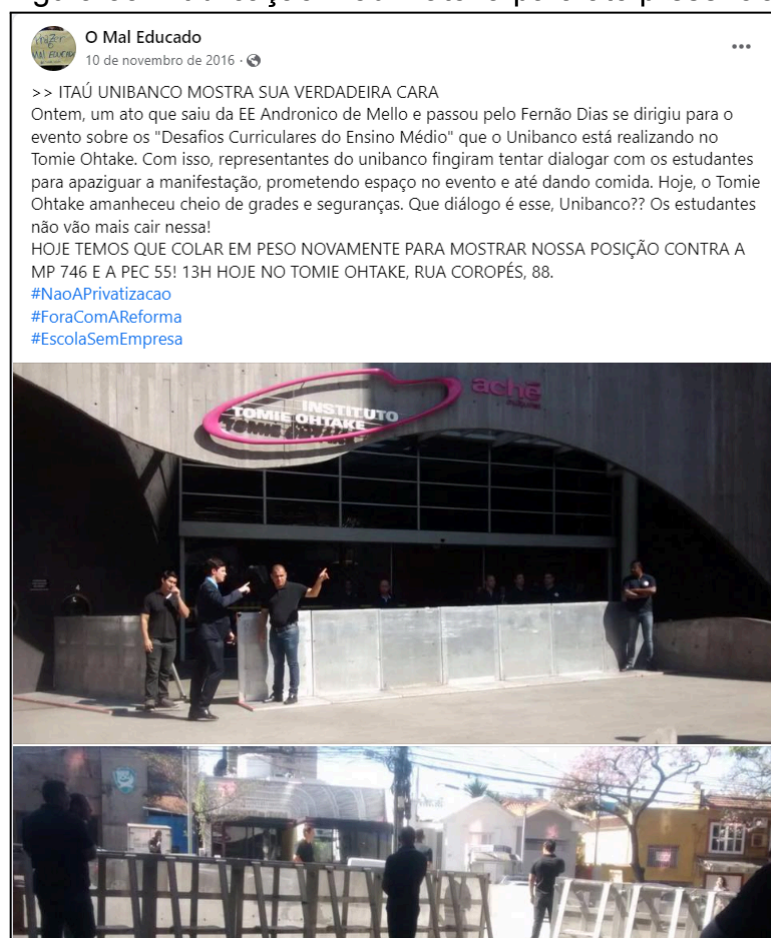 O Mal Educado
10 de novembro de 2016 ·
>> ITAÚ UNIBANCO MOSTRA SUA VERDADEIRA CARA
Ontem, um ato que saiu da EE Andronico de Mello e passou pelo Fernão Dias se dirigiu para o
evento sobre os "Desafios Curriculares do Ensino Médio" que o Unibanco está realizando no
Tomie Ohtake. Com isso, representantes do unibanco fingiram tentar dialogar com os estudantes
para apaziguar a manifestação, prometendo espaço no evento e até dando comida. Hoje, o Tomie
Ohtake amanheceu cheio de grades e seguranças. Que diálogo é esse, Unibanco?? Os estudantes
não vão mais cair nessa!
HOJE TEMOS QUE COLAR EM PESO NOVAMENTE PARA MOSTRAR NOSSA POSIÇÃO CONTRA A
MP 746 E A PEC 55! 13H HOJE NO TOMIE OHTAKE, RUA COROPÉS, 88.
#NaoAPrivatizacao
#ForaComAReforma
#EscolaSemEmpresa
INSTITUTO
TOMIE OHTAKE
aché